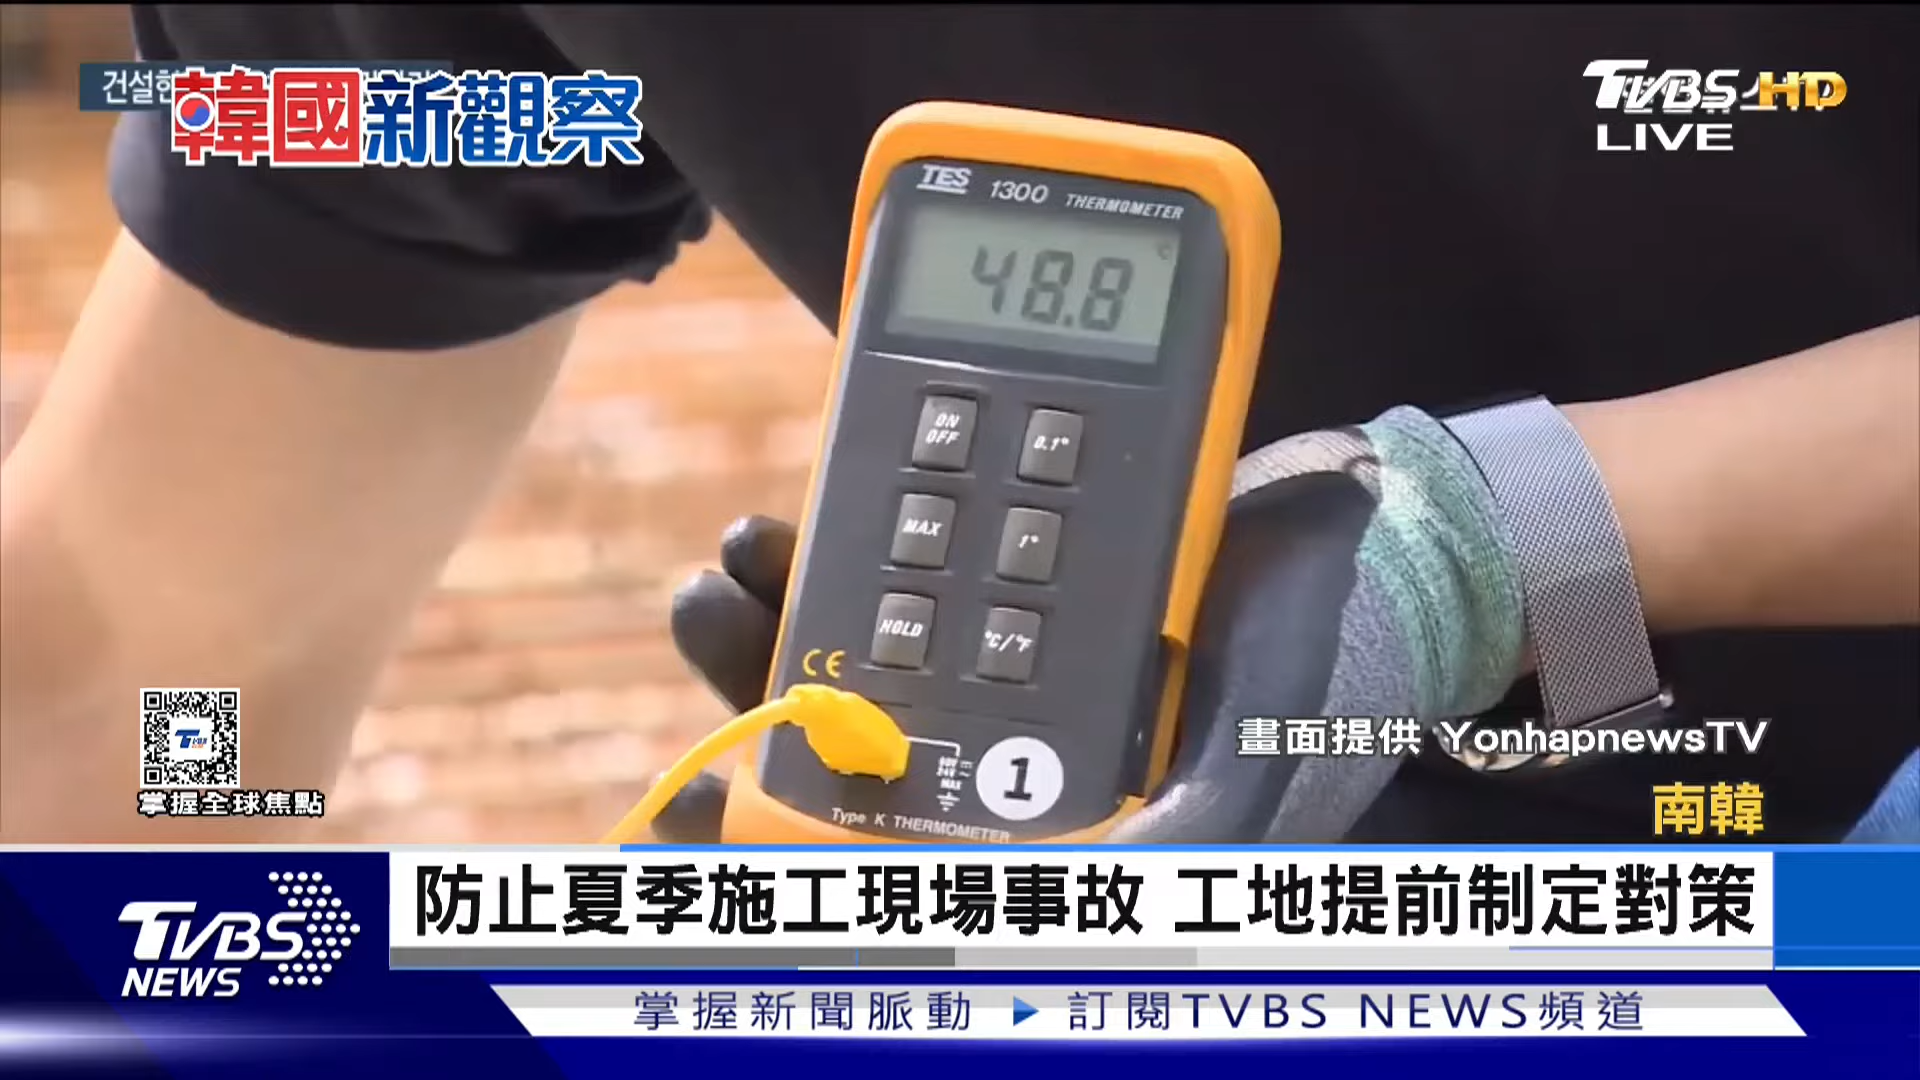 건설현
韓國新觀察
TVBS HD
LIVE
TES 1300 THERMOMETER
°C
48.8
ON
OFF
0.1°
MAX
1°
HOLD
°C/°F
CE
60V
24V
MAX
1
Type K THERMOMETER
TVBS
掌握全球焦點
畫面提供 YonhapnewsTV
南韓
防止夏季施工現場事故 工地提前制定對策
TVBS
NEWS
掌握新聞脈動 ▶ 訂閱TVBS NEWS頻道